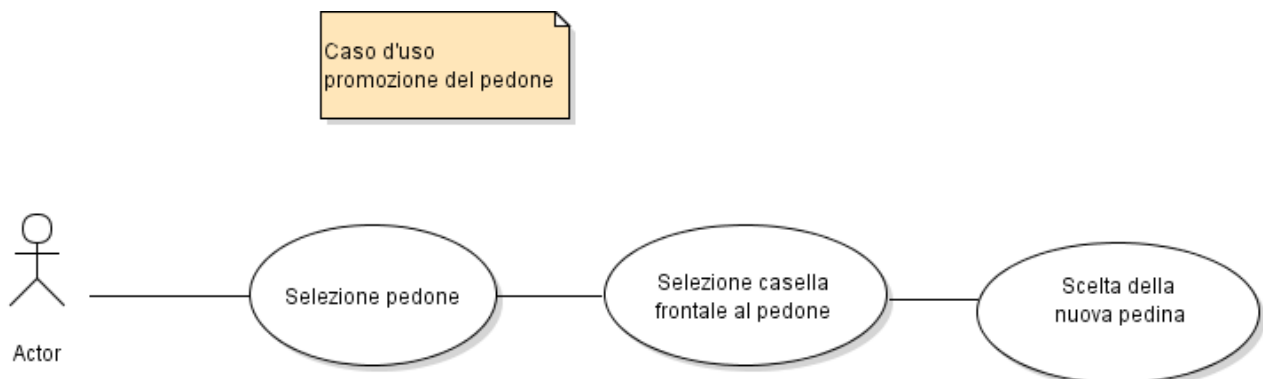 Caso d'uso
promozione del pedone
Selezione pedone
Selezione casella
frontale al pedone
Scelta della
nuova pedina
Actor